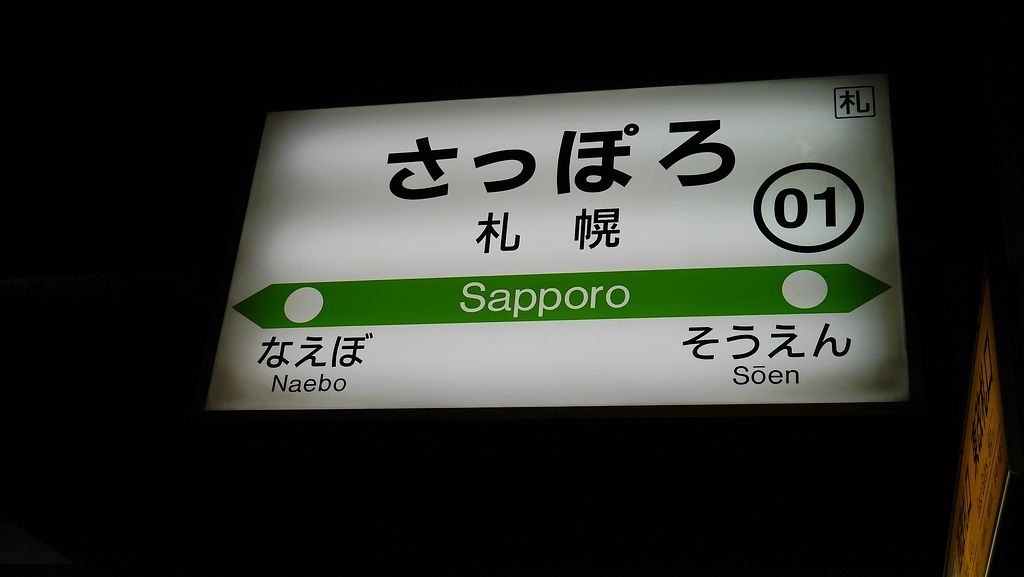 札
さっぽろ
01
札 幌
Sapporo
なえぼ
Naebo
そうえん
Sōen